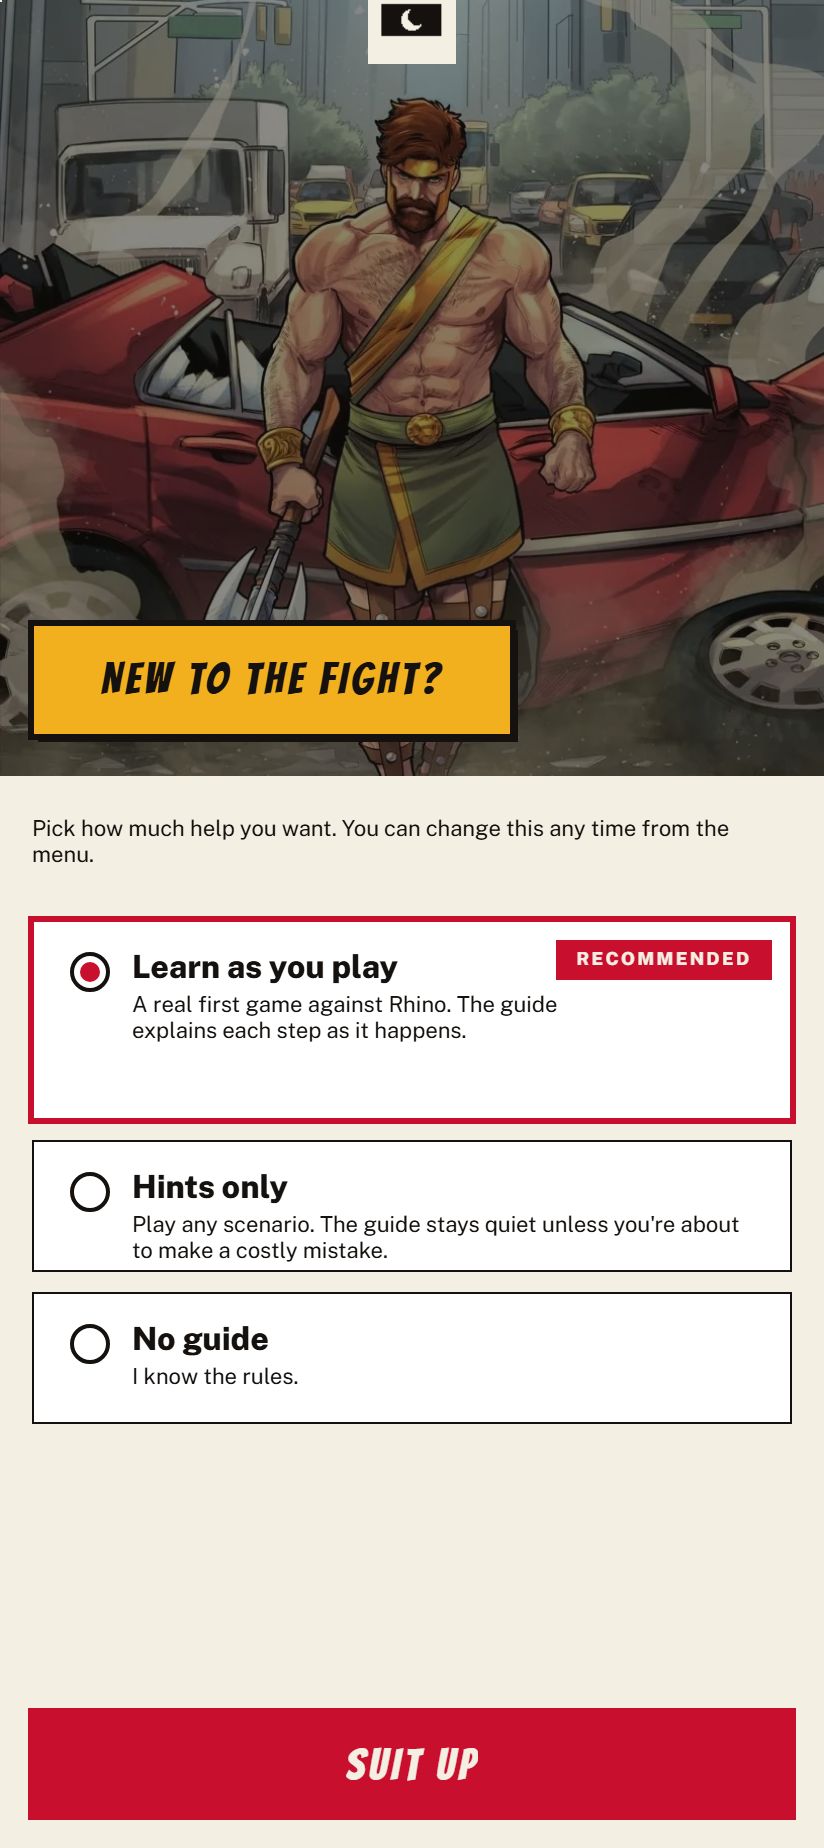 NEW TO THE FIGHT?
Pick how much help you want. You can change this any time from the
menu.
Learn as you play
RECOMMENDED
A real first game against Rhino. The guide
explains each step as it happens.
Hints only
Play any scenario. The guide stays quiet unless you're about
to make a costly mistake.
No guide
I know the rules.
SUIT UP